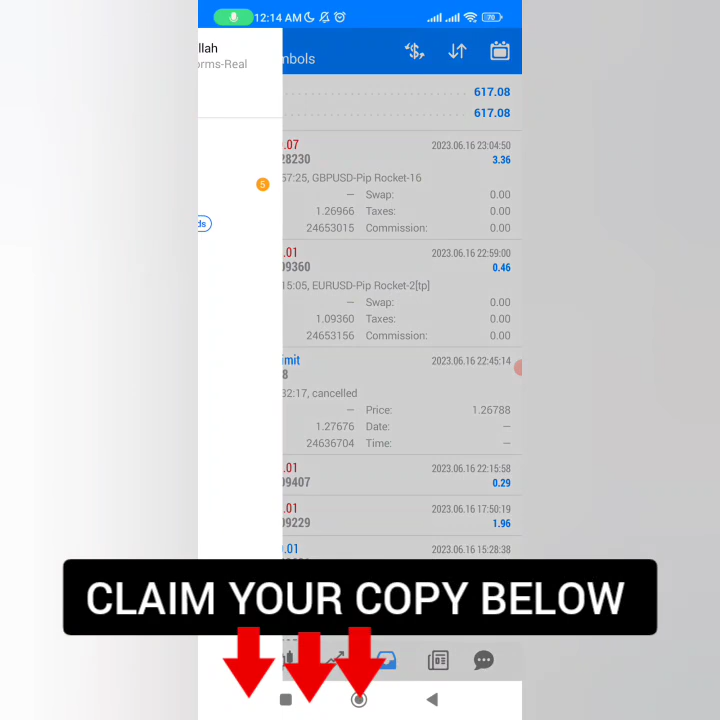 12:14 AM
70
llah
orms-Real
mbols
617.08
617.08
.07 2023.06.16 23:04:50
28230 3.36
57:25, GBPUSD-Pip Rocket-16
— Swap: 0.00
1.26966 Taxes: 0.00
24653015 Commission: 0.00
5
ds
.01 2023.06.16 22:59:00
09360 0.46
15:05, EURUSD-Pip Rocket-2[tp]
— Swap: 0.00
1.09360 Taxes: 0.00
24653156 Commission: 0.00
imit 2023.06.16 22:45:14
8
32:17, cancelled
— Price: 1.26788
1.27676 Date: —
24636704 Time: —
.01 2023.06.16 22:15:58
09407 0.29
.01 2023.06.16 17:50:19
09229 1.96
.01 2023.06.16 15:28:38
CLAIM YOUR COPY BELOW